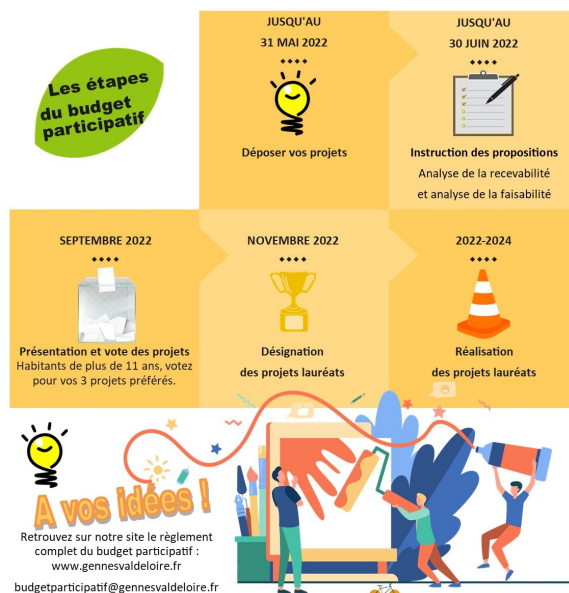 Les étapes
du budget
participatif
JUSQU'AU
31 MAI 2022
Déposer vos projets
JUSQU'AU
30 JUIN 2022
Instruction des propositions
Analyse de la recevabilité
et analyse de la faisabilité
SEPTEMBRE 2022
Présentation et vote des projets
Habitants de plus de 11 ans, votez
pour vos 3 projets préférés.
NOVEMBRE 2022
Désignation
des projets lauréats
2022-2024
Réalisation
des projets lauréats
A vos idées !
Retrouvez sur notre site le règlement
complet du budget participatif :
www.gennesvaldeloire.fr
budgetparticipatif@gennesvaldeloire.fr